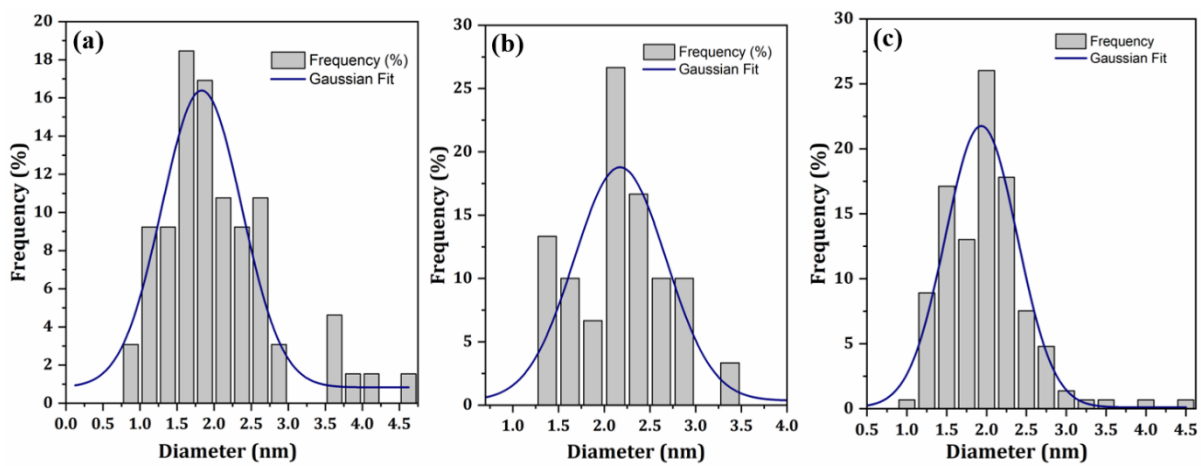 (a)
Frequency (%)
Gaussian Fit
20
18
16
14
12
10
8
6
4
2
0
Frequency (%)
0.0 0.5 1.0 1.5 2.0 2.5 3.0 3.5 4.0 4.5
Diameter (nm)
(b)
Frequency (%)
Gaussian Fit
30
25
20
15
10
5
0
Frequency (%)
1.0 1.5 2.0 2.5 3.0 3.5 4.0
Diameter (nm)
(c)
Frequency
Gaussian Fit
30
25
20
15
10
5
0
Frequency (%)
0.5 1.0 1.5 2.0 2.5 3.0 3.5 4.0 4.5
Diameter (nm)